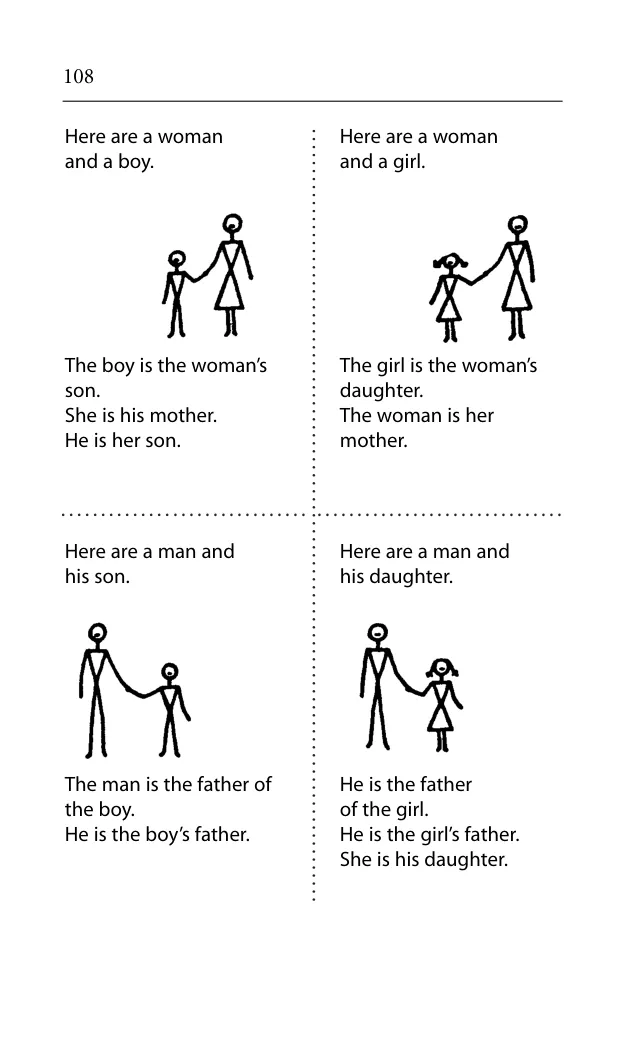 108
Here are a woman
and a boy.
The boy is the woman's
son.
She is his mother.
He is her son.
Here are a woman
and a girl.
The girl is the woman's
daughter.
The woman is her
mother.
Here are a man and
his son.
The man is the father of
the boy.
He is the boy's father.
Here are a man and
his daughter.
He is the father
of the girl.
He is the girl's father.
She is his daughter.